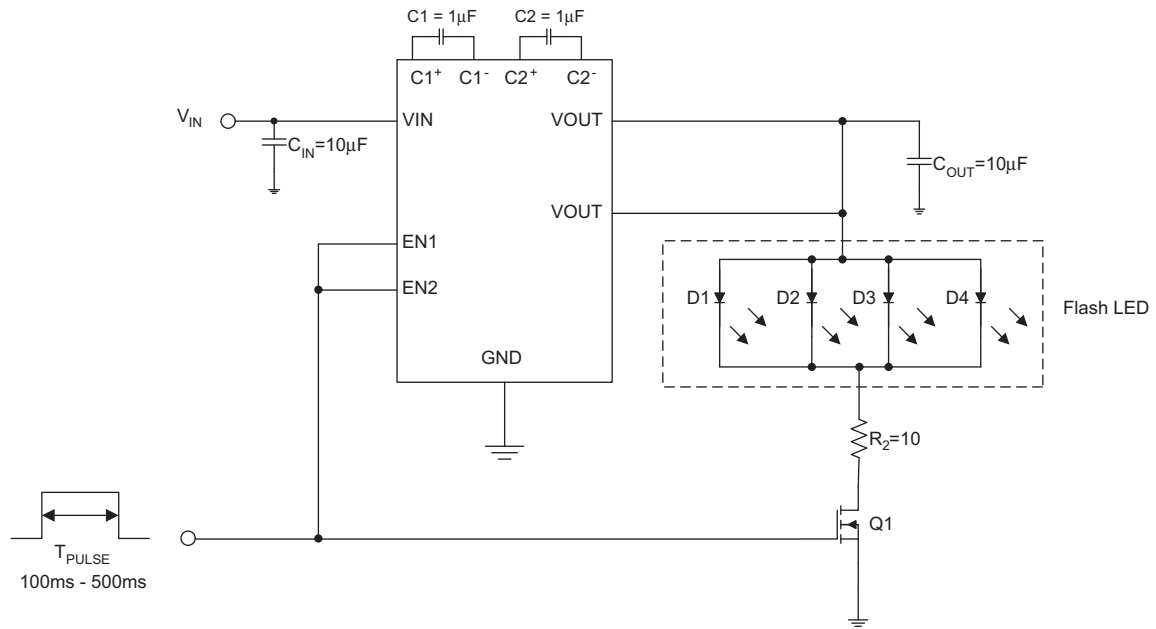 C1 = 1μF
C2 = 1μF
C1+
C1-
C2+
C2-
VIN
VIN
VOUT
CIN=10μF
COUT=10μF
VOUT
EN1
EN2
D1
D2
D3
D4
Flash LED
GND
R2=10
Q1
TPULSE
100ms - 500ms